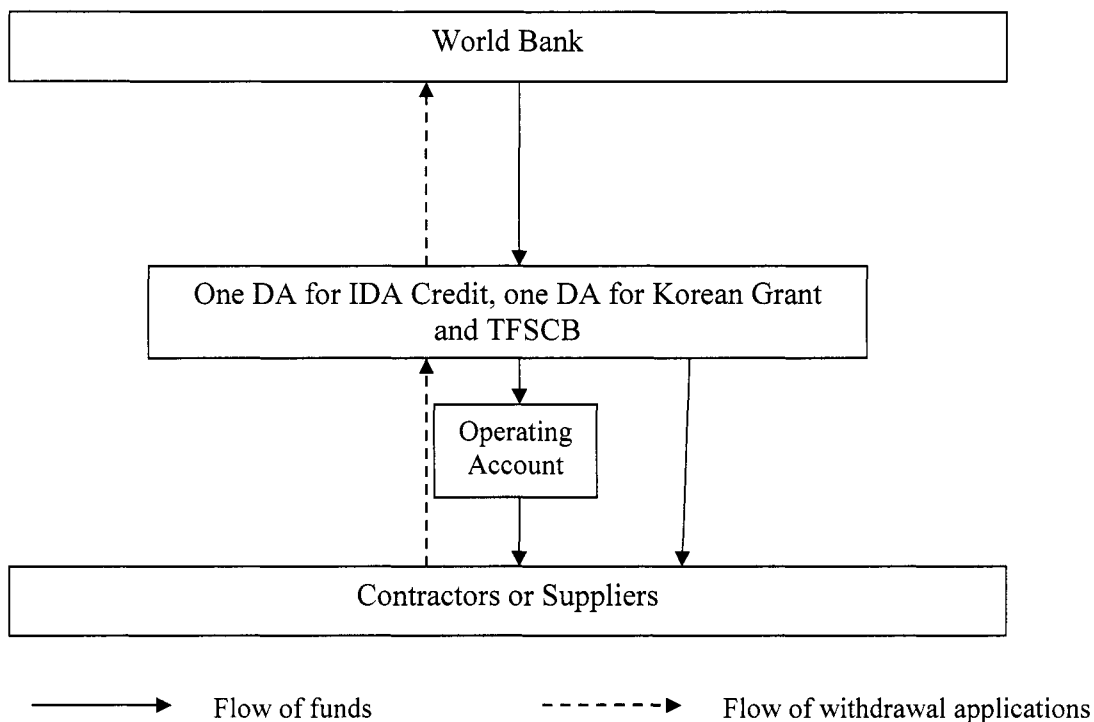 World Bank
One DA for IDA Credit, one DA for Korean Grant
and TFSCB
Operating
Account
Contractors or Suppliers
Flow of funds
Flow of withdrawal applications